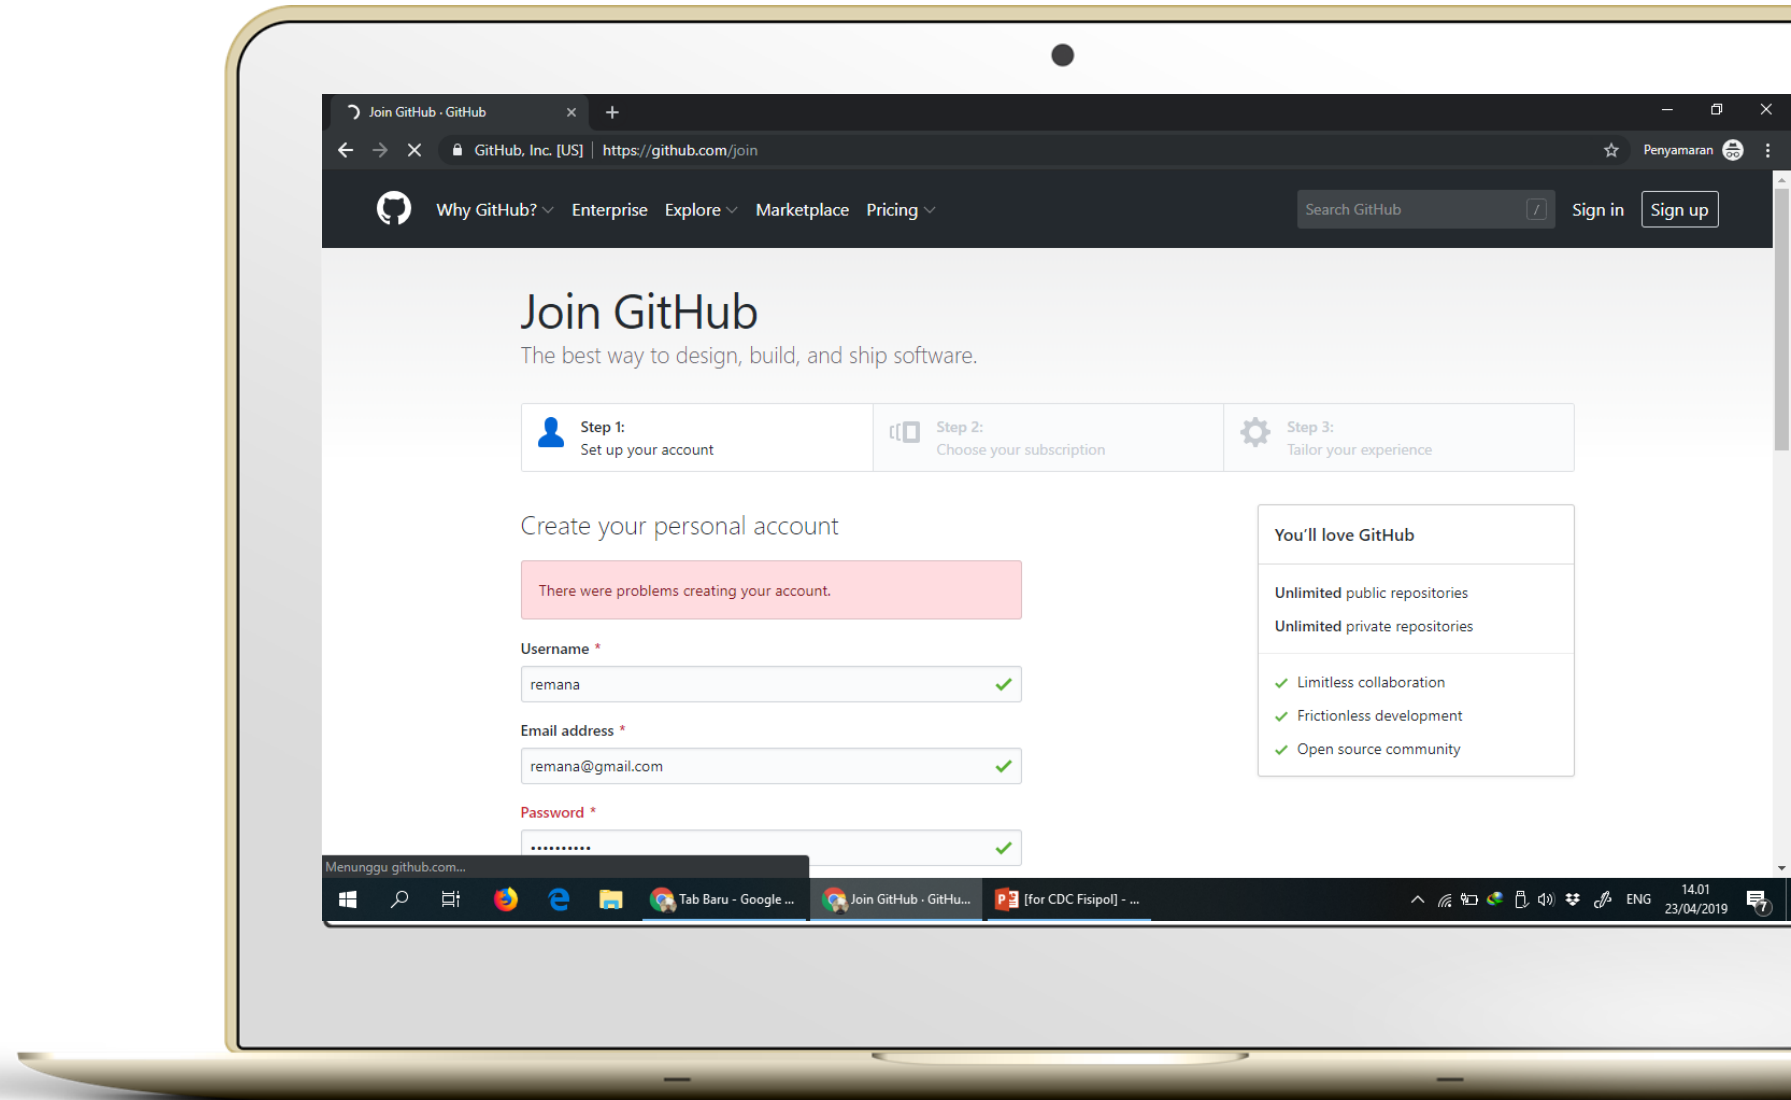 Join GitHub · GitHub
GitHub, Inc. [US] | https://github.com/join
Penyamaran
Why GitHub? Enterprise Explore Marketplace Pricing
Search GitHub /
Sign in Sign up
Join GitHub
The best way to design, build, and ship software.
Step 1:
Set up your account
Step 2:
Choose your subscription
Step 3:
Tailor your experience
Create your personal account
There were problems creating your account.
Username *
remana
Email address *
remana@gmail.com
Password *
••••••••••
You'll love GitHub
Unlimited public repositories
Unlimited private repositories
Limitless collaboration
Frictionless development
Open source community
Menunggu github.com...
Tab Baru - Google ...
Join GitHub · GitHu...
[for CDC Fisipol] - ...
ENG
14.01
23/04/2019
7